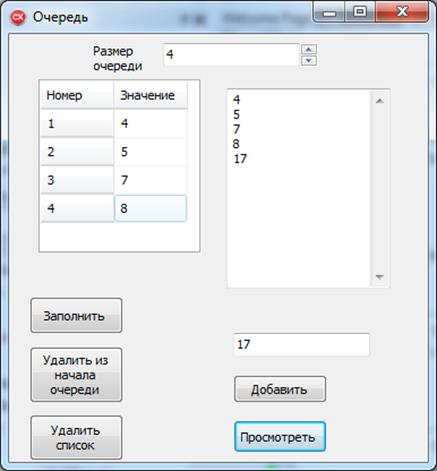 Очередь
Размер
очереди
4
Номер Значение
1 4
2 5
3 7
4 8
4
5
7
8
17
Заполнить
Удалить из
начала
очереди
Удалить
список
17
Добавить
Просмотреть